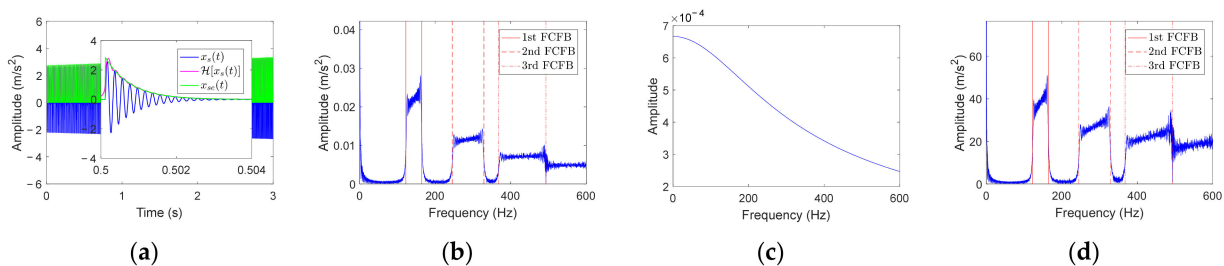 6
4
2
0
−2
−4
−6
Amplitude (m/s²)
4
2
0
−2
−4
x_s(t)
ℋ[x_s(t)]
x_se(t)
0.5
0.502
0.504
1
2
3
Time (s)
(a)
0.04
0.03
0.02
0.01
0
Amplitude (m/s²)
1st FCFB
2nd FCFB
3rd FCFB
0
200
400
600
Frequency (Hz)
(b)
7
×10⁻⁴
6
5
4
3
2
Amplitude
0
200
400
600
Frequency (Hz)
(c)
60
40
20
0
Amplitude m/s²)
1st FCFB
2nd FCFB
3rd FCFB
0
200
400
600
Frequency (Hz)
(d)